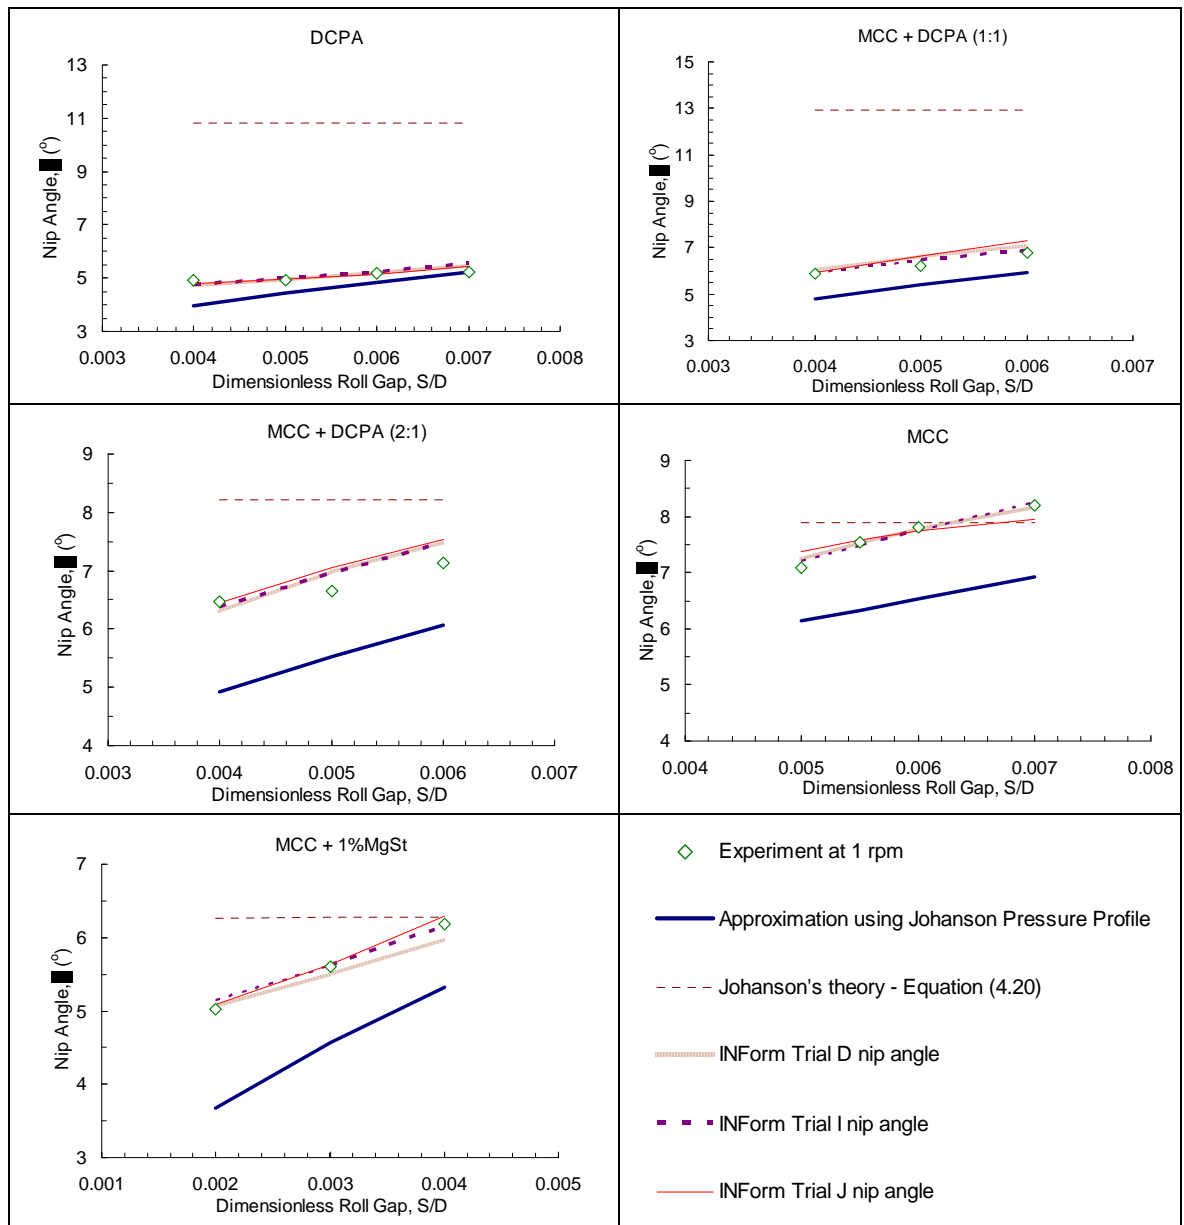 DCPA
13
11
9
7
5
3
Nip Angle, (o)
0.003 0.004 0.005 0.006 0.007 0.008
Dimensionless Roll Gap, S/D
MCC + DCPA (1:1)
15
13
11
9
7
5
3
Nip Angle, (o)
0.003 0.004 0.005 0.006 0.007
Dimensionless Roll Gap, S/D
MCC + DCPA (2:1)
9
8
7
6
5
4
Nip Angle, (o)
0.003 0.004 0.005 0.006 0.007
Dimensionless Roll Gap, S/D
MCC
9
8
7
6
5
4
Nip Angle, (o)
0.004 0.005 0.006 0.007 0.008
Dimensionless Roll Gap, S/D
MCC + 1%MgSt
7
6
5
4
3
Nip Angle, (o)
0.001 0.002 0.003 0.004 0.005
Dimensionless Roll Gap, S/D
Experiment at 1 rpm
Approximation using Johanson Pressure Profile
Johanson's theory - Equation (4.20)
INForm Trial D nip angle
INForm Trial I nip angle
INForm Trial J nip angle